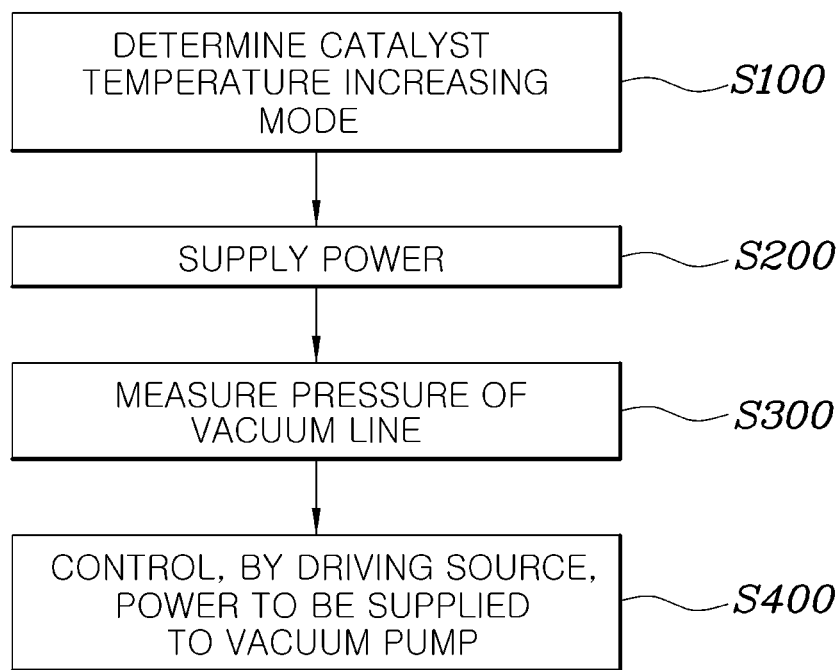 DETERMINE CATALYST
TEMPERATURE INCREASING
MODE
S100
SUPPLY POWER
S200
MEASURE PRESSURE OF
VACUUM LINE
S300
CONTROL, BY DRIVING SOURCE,
POWER TO BE SUPPLIED
TO VACUUM PUMP
S400